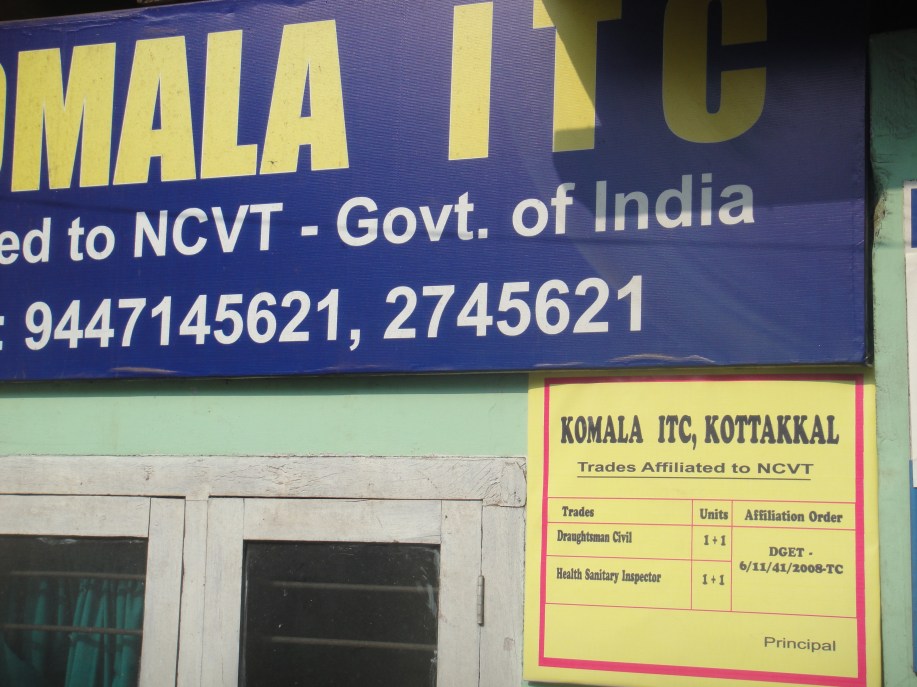 OMALA ITC
ed to NCVT - Govt. of India
: 9447145621, 2745621
KOMALA ITC, KOTTAKKAL
Trades Affiliated to NCVT
Trades Units Affiliation Order
Draughtsman Civil 1+1
DGET -
6/11/41/2008-TC
Health Sanitary Inspector 1+1
Principal